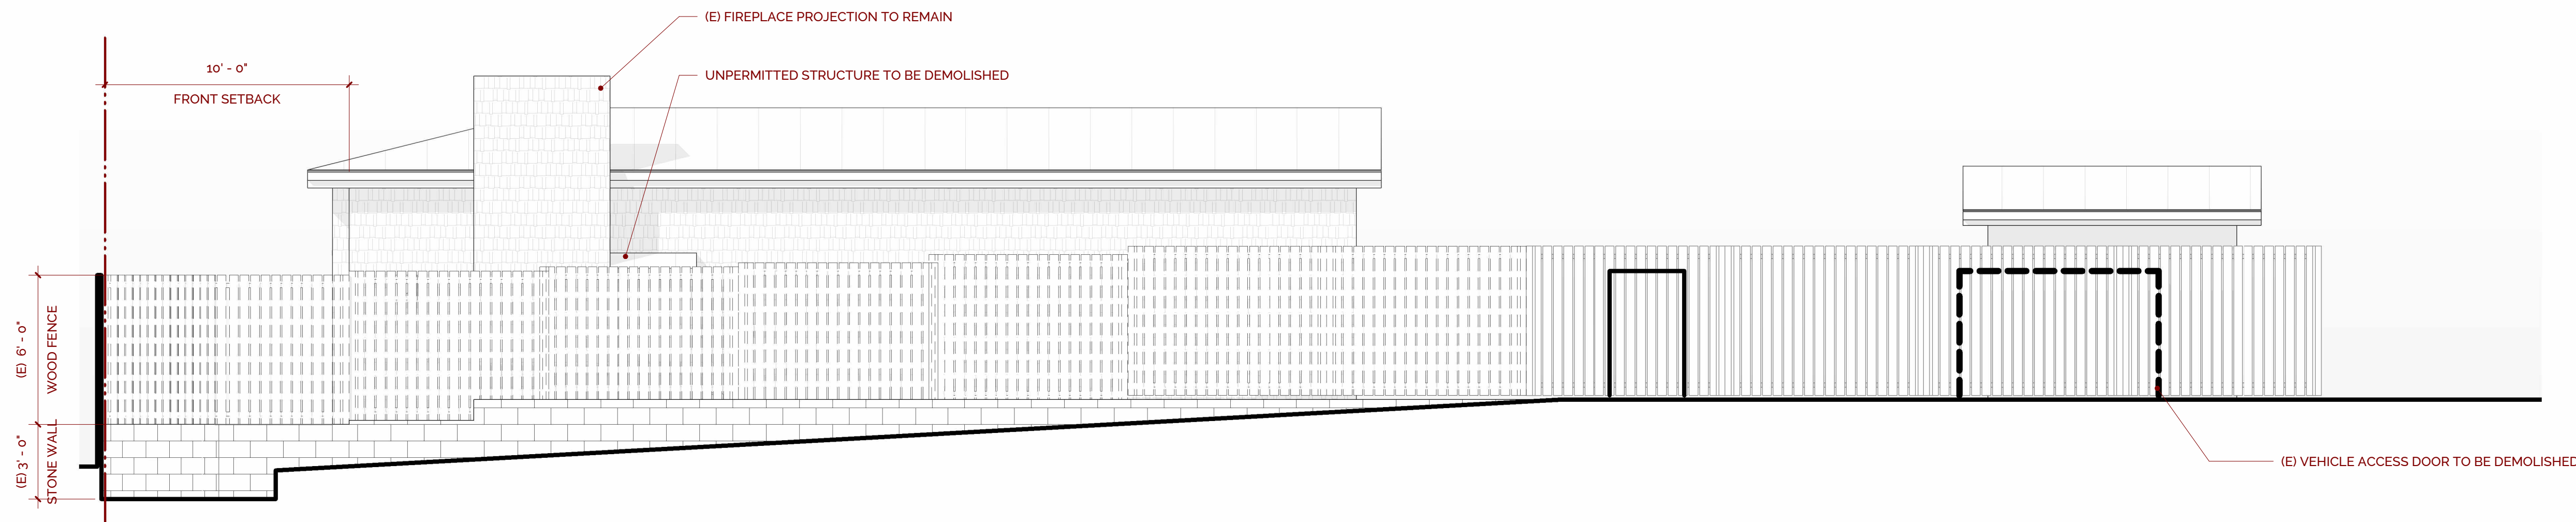 (E) FIREPLACE PROJECTION TO REMAIN
10' - 0"
FRONT SETBACK
UNPERMITTED STRUCTURE TO BE DEMOLISHED
(E) 6' - 0"
WOOD FENCE
(E) 3' - 0"
STONE WALL
(E) VEHICLE ACCESS DOOR TO BE DEMOLISHED